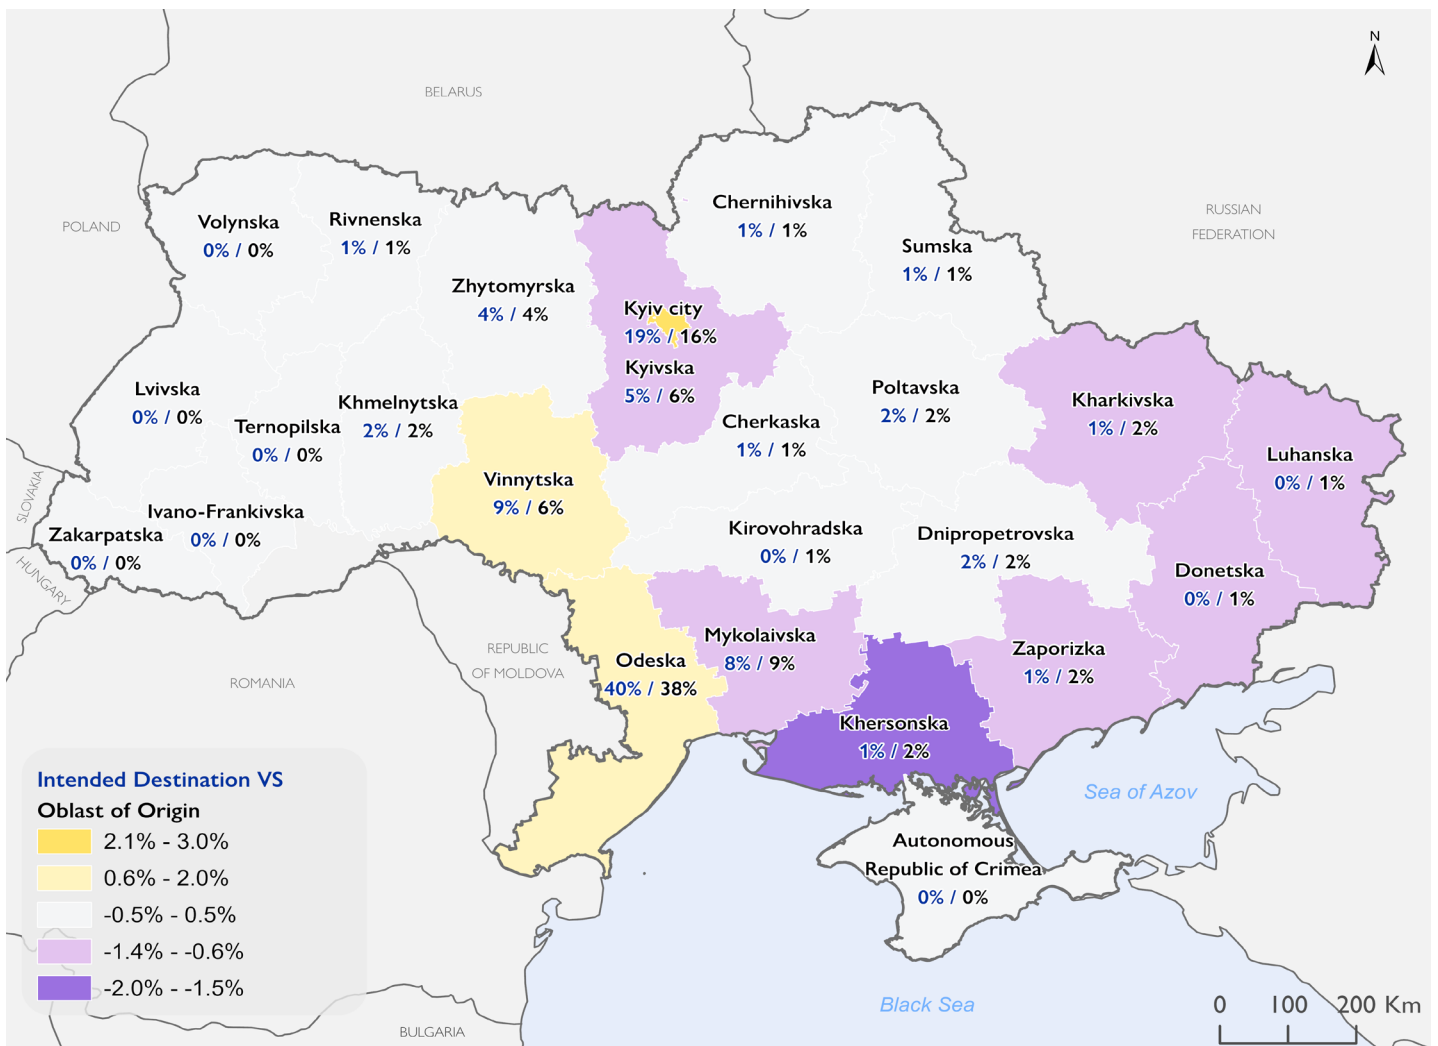 N
BELARUS
POLAND
RUSSIAN
FEDERATION
SLOVAKIA
HUNGARY
ROMANIA
REPUBLIC
OF MOLDOVA
BULGARIA
Volynska
0% / 0%
Rivnenska
1% / 1%
Zhytomyrska
4% / 4%
Chernihivska
1% / 1%
Sumska
1% / 1%
Kyiv city
19% / 16%
Kyivska
5% / 6%
Lvivska
0% / 0%
Ternopilska
0% / 0%
Khmelnytska
2% / 2%
Cherkaska
1% / 1%
Poltavska
2% / 2%
Kharkivska
1% / 2%
Luhanska
0% / 1%
Vinnytska
9% / 6%
Ivano-Frankivska
0% / 0%
Zakarpatska
0% / 0%
Kirovohradska
0% / 1%
Dnipropetrovska
2% / 2%
Donetska
0% / 1%
Mykolaivska
8% / 9%
Zaporizka
1% / 2%
Odeska
40% / 38%
Khersonska
1% / 2%
Autonomous
Republic of Crimea
0% / 0%
Sea of Azov
Black Sea
Intended Destination VS
Oblast of Origin
2.1% - 3.0%
0.6% - 2.0%
-0.5% - 0.5%
-1.4% - -0.6%
-2.0% - -1.5%
0 100 200 Km